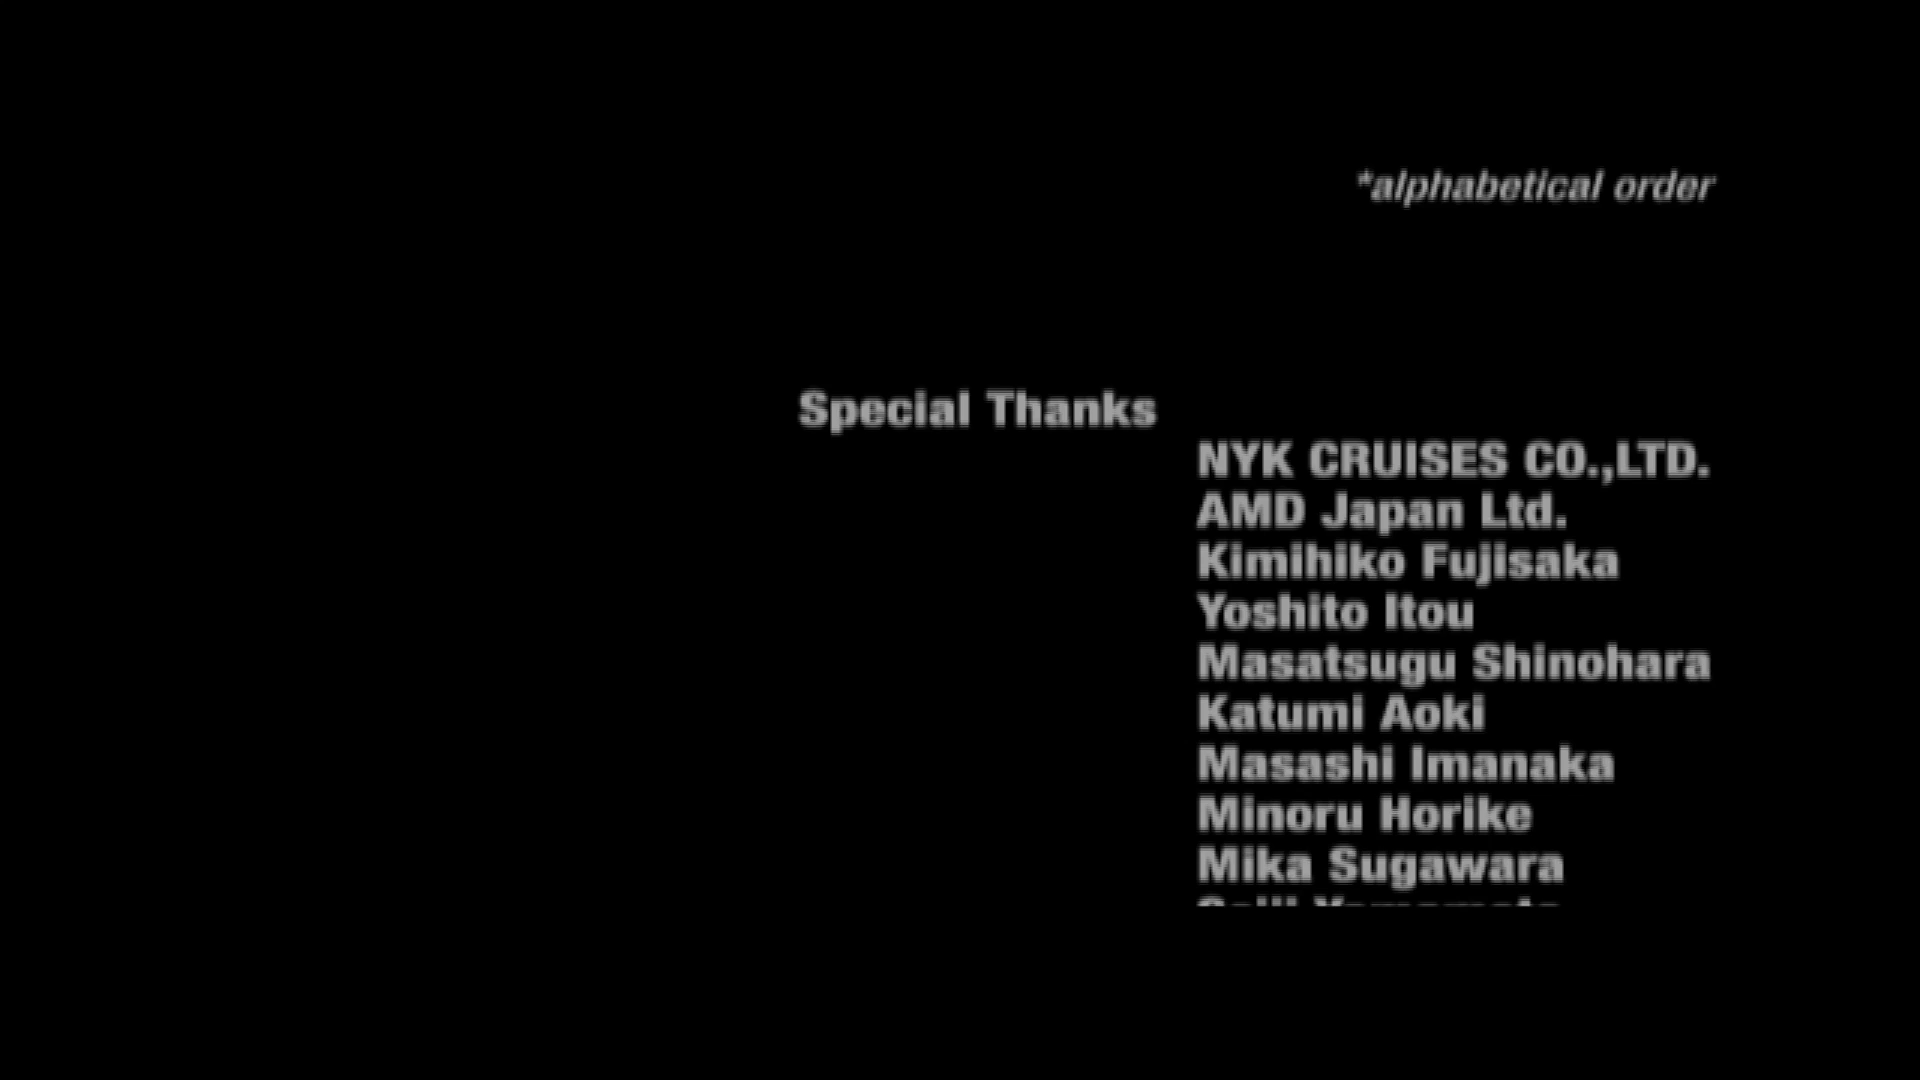 *alphabetical order
Special Thanks
NYK CRUISES CO.,LTD.
AMD Japan Ltd.
Kimihiko Fujisaka
Yoshito Itou
Masatsugu Shinohara
Katumi Aoki
Masashi Imanaka
Minoru Horike
Mika Sugawara